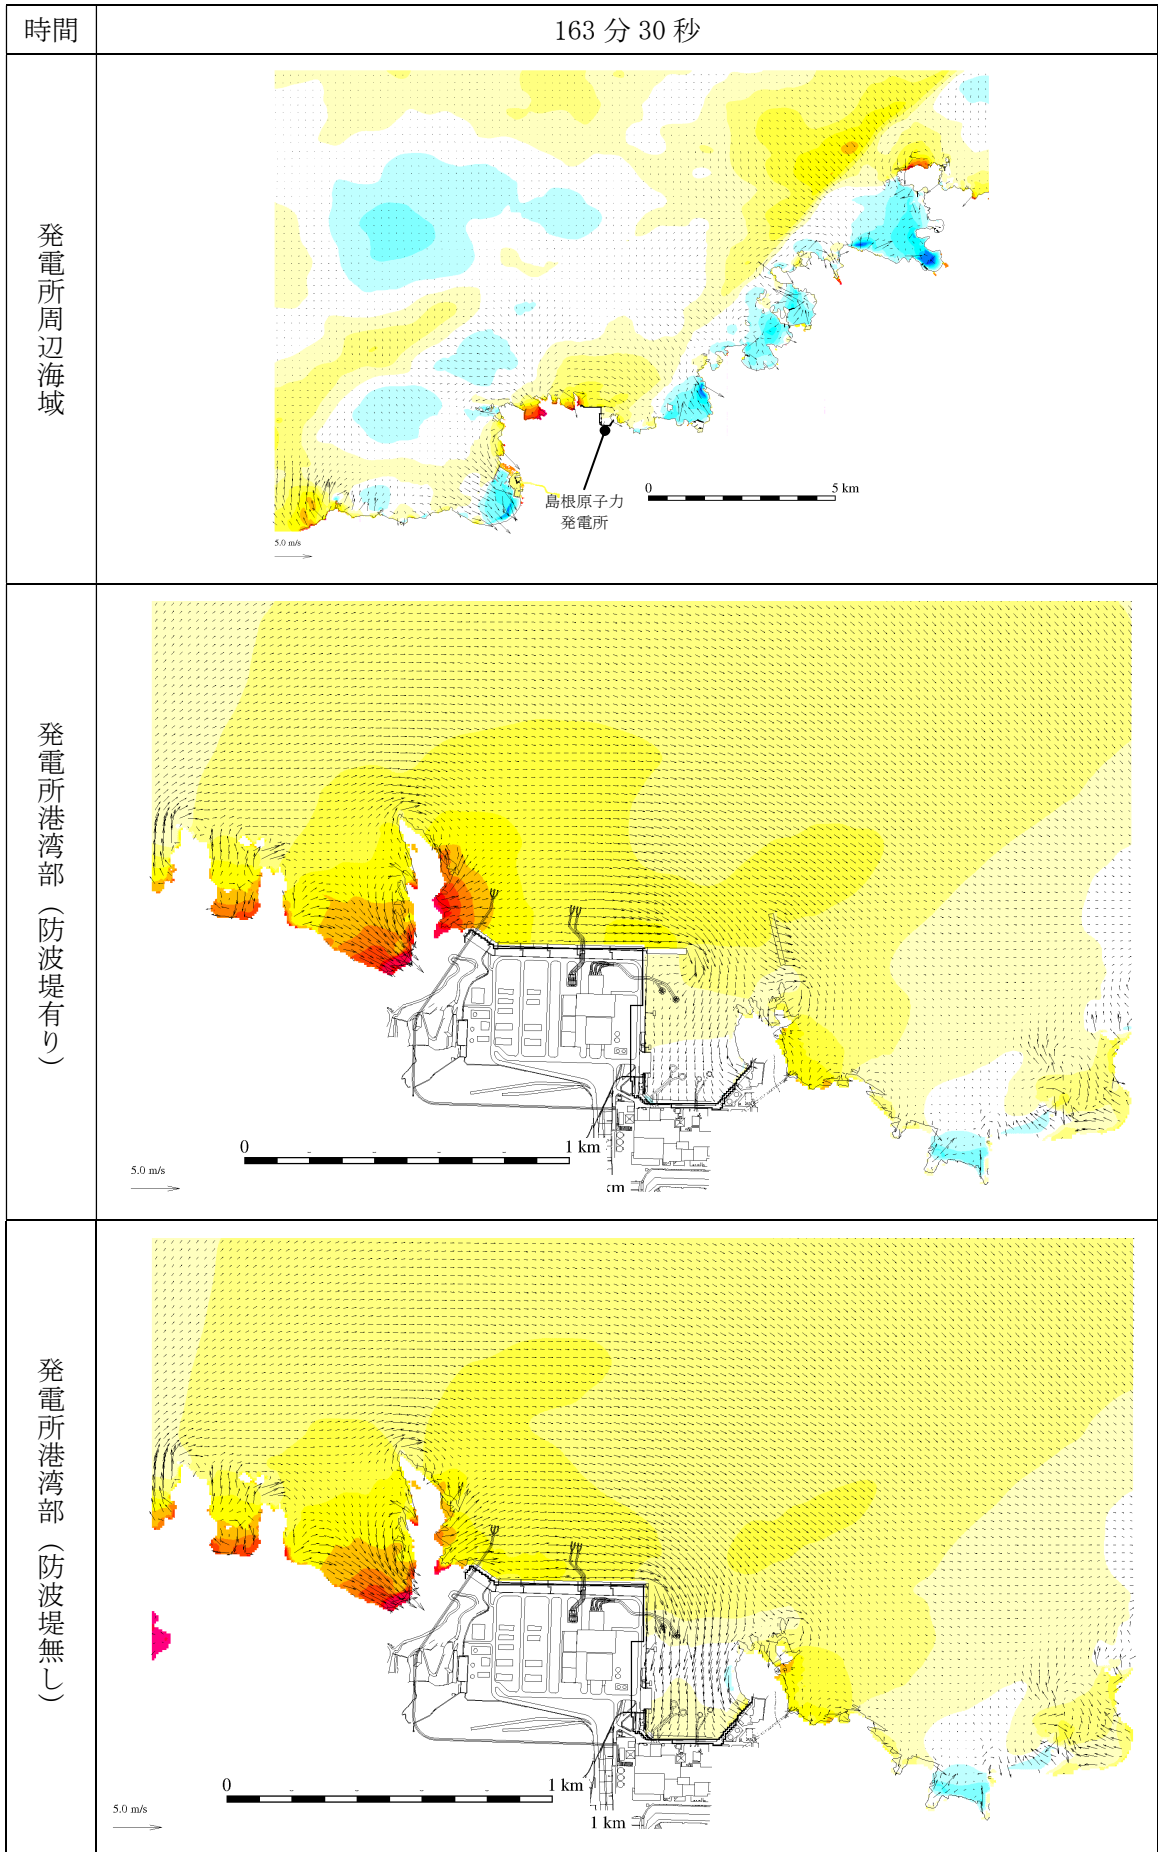 時間
163 分 30 秒
発電所周辺海域
島根原子力
発電所
0
5 km
5.0 m/s
発電所港湾部（防波堤有り）
0
1 km
5.0 m/s
km
発電所港湾部（防波堤無し）
0
1 km
5.0 m/s
1 km